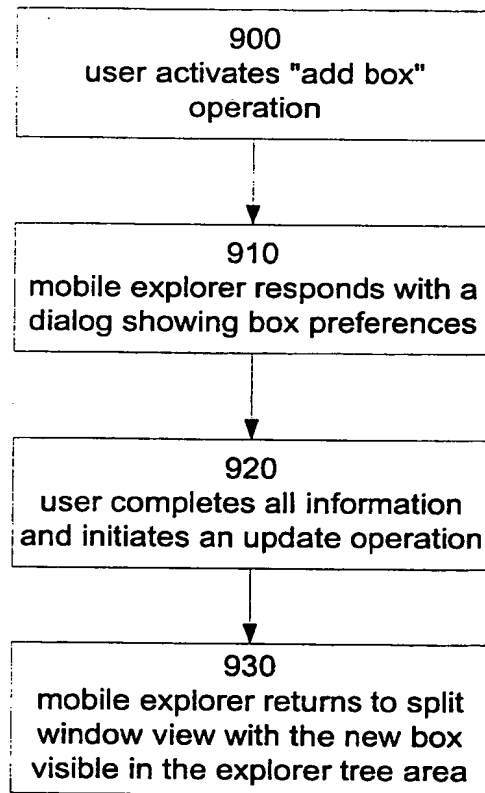 900
user activates "add box"
operation
910
mobile explorer responds with a
dialog showing box preferences
920
user completes all information
and initiates an update operation
930
mobile explorer returns to split
window view with the new box
visible in the explorer tree area